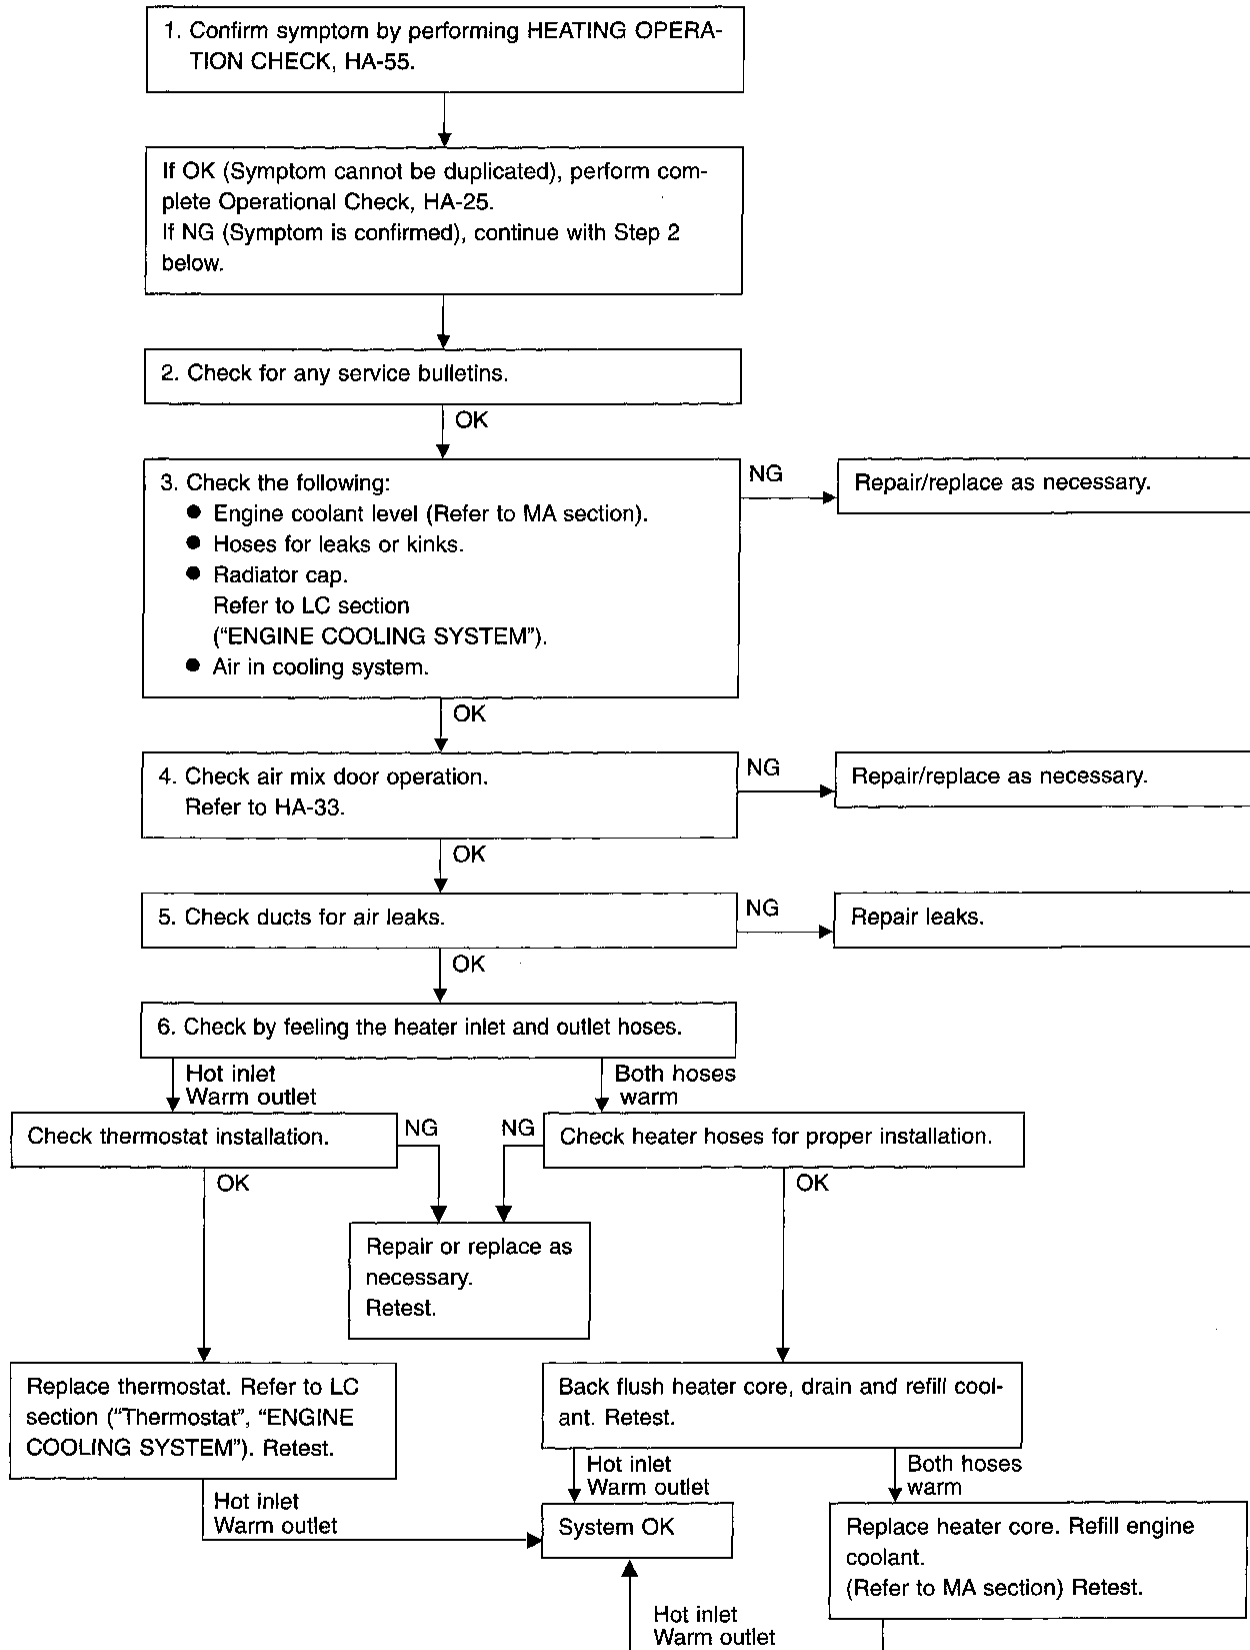 1. Confirm symptom by performing HEATING OPERA-
TION CHECK, HA-55.
If OK (Symptom cannot be duplicated), perform com-
plete Operational Check, HA-25.
If NG (Symptom is confirmed), continue with Step 2
below.
2. Check for any service bulletins.
OK
3. Check the following:
● Engine coolant level (Refer to MA section).
● Hoses for leaks or kinks.
● Radiator cap.
Refer to LC section
(“ENGINE COOLING SYSTEM”).
● Air in cooling system.
NG
Repair/replace as necessary.
OK
4. Check air mix door operation.
Refer to HA-33.
NG
Repair/replace as necessary.
OK
5. Check ducts for air leaks.
NG
Repair leaks.
OK
6. Check by feeling the heater inlet and outlet hoses.
Hot inlet
Warm outlet
Both hoses
warm
Check thermostat installation.
NG
NG
Check heater hoses for proper installation.
OK
OK
Repair or replace as
necessary.
Retest.
Replace thermostat. Refer to LC
section (“Thermostat”, “ENGINE
COOLING SYSTEM”). Retest.
Back flush heater core, drain and refill cool-
ant. Retest.
Hot inlet
Warm outlet
Hot inlet
Warm outlet
Both hoses
warm
System OK
Replace heater core. Refill engine
coolant.
(Refer to MA section) Retest.
Hot inlet
Warm outlet